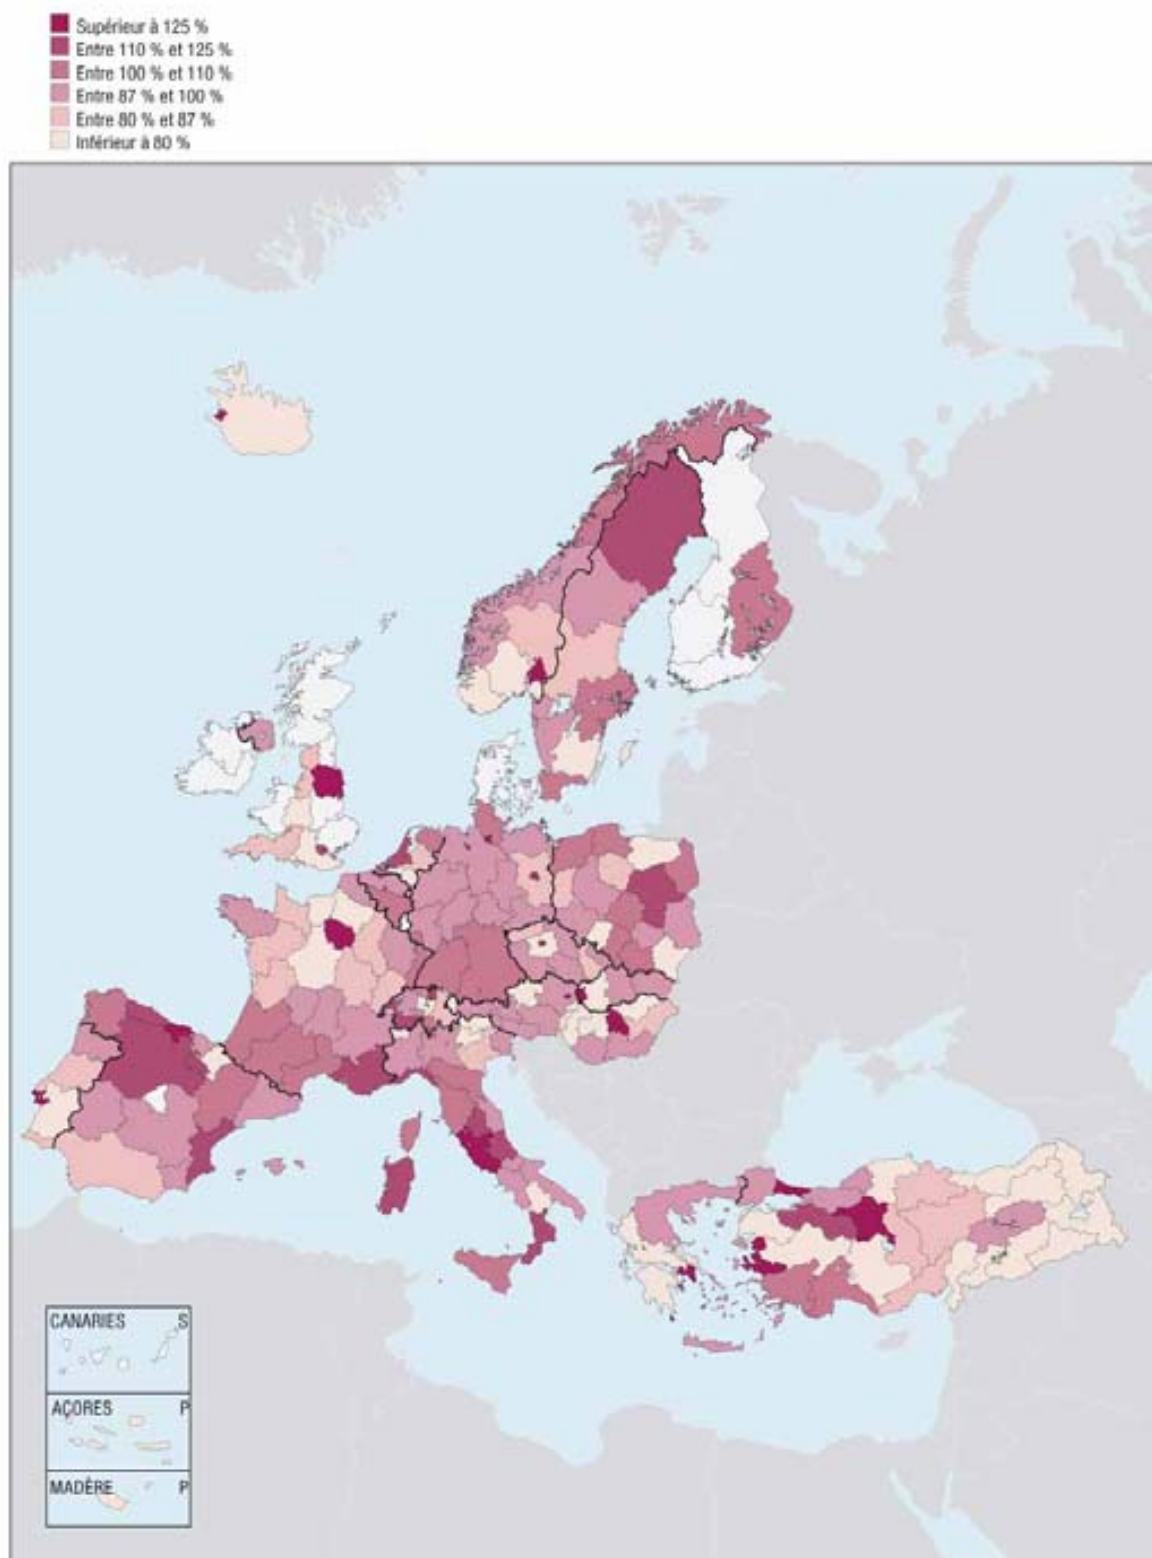 Supérieur à 125 %
Entre 110 % et 125 %
Entre 100 % et 110 %
Entre 87 % et 100 %
Entre 80 % et 87 %
Inférieur à 80 %
CANARIES S
AÇORES P
MADÈRE P